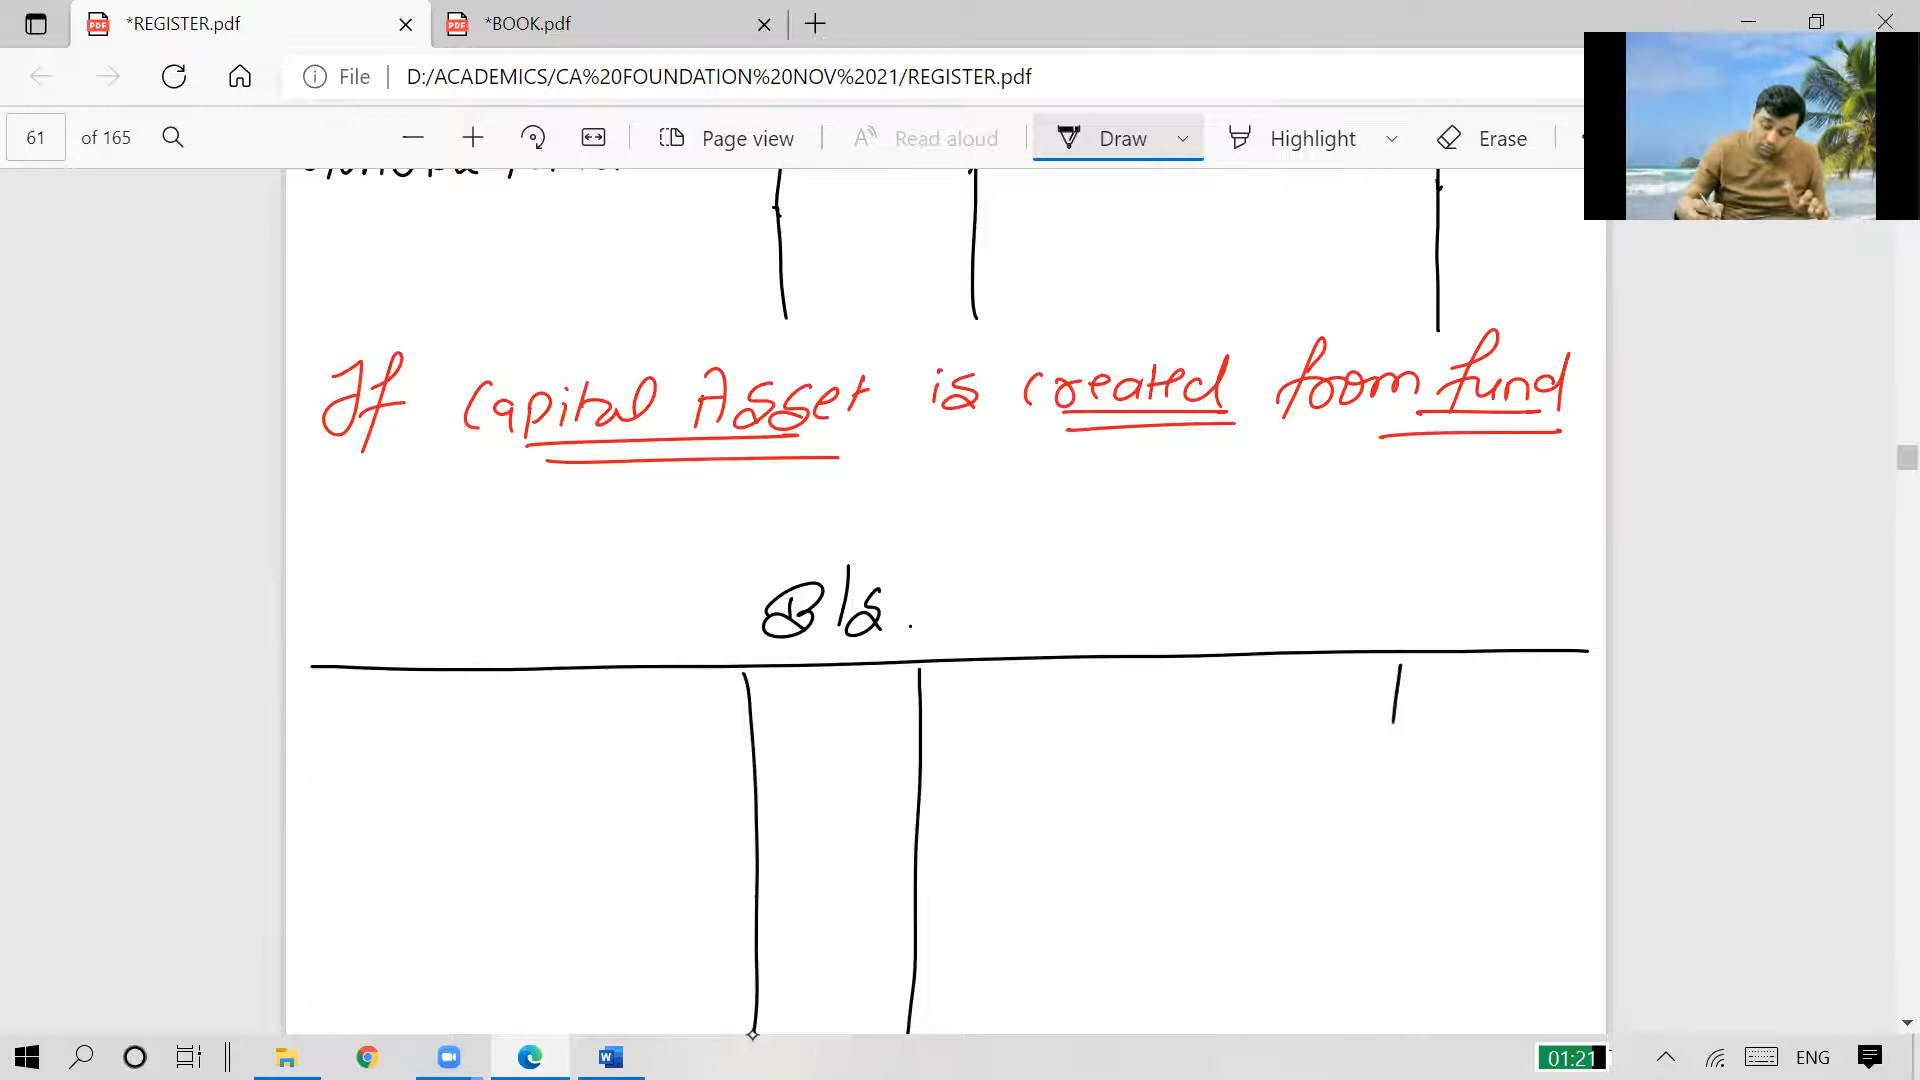 *REGISTER.pdf
*BOOK.pdf
File
D:/ACADEMICS/CA%20FOUNDATION%20NOV%2021/REGISTER.pdf
61 of 165
Page view
Read aloud
Draw
Highlight
Erase
If Capital Asset is created from fund
B/s.
01:21
ENG